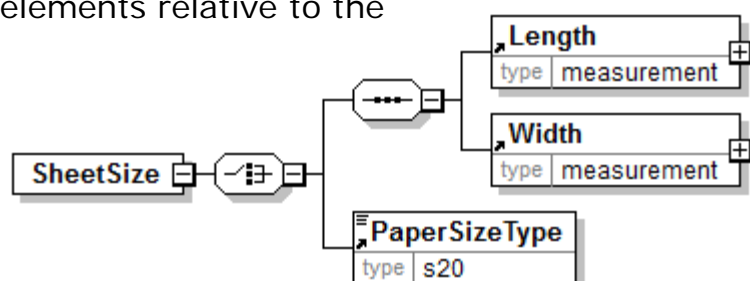 elements relative to the
Length
type measurement
SheetSize
Width
type measurement
PaperSizeType
type s20